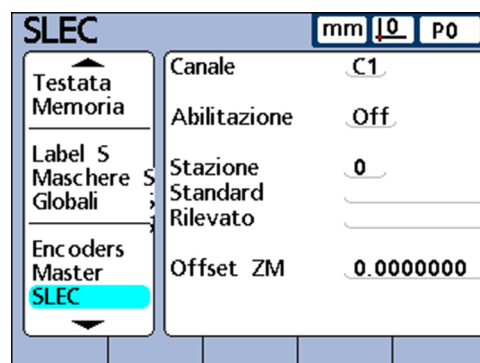 SLEC
mm 0 P0
Testata
Memoria
Label S
Maschere S
Globali
Encoders
Master
SLEC
Canale C1
Abilitazione Off
Stazione 0
Standard
Rilevato
Offset ZM 0.0000000